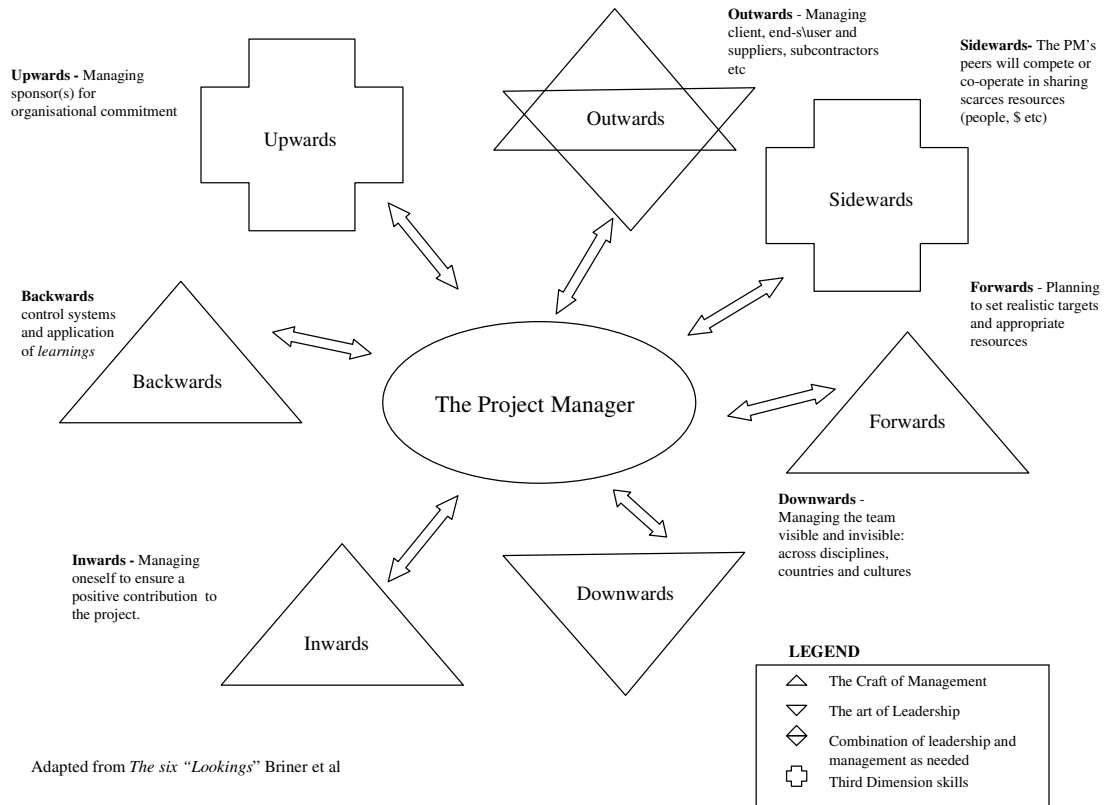 Outwards - Managing
client, end-s\user and
suppliers, subcontractors
etc
Sidewards- The PM's
peers will compete or
co-operate in sharing
scarces resources
(people, $ etc)
Upwards - Managing
sponsor(s) for
organisational commitment
Upwards
Outwards
Sidewards
Backwards
control systems
and application
of learnings
Backwards
Forwards - Planning
to set realistic targets
and appropriate
resources
The Project Manager
Forwards
Downwards -
Managing the team
visible and invisible:
across disciplines,
countries and cultures
Inwards - Managing
oneself to ensure a
positive contribution to
the project.
Inwards
Downwards
LEGEND
The Craft of Management
The art of Leadership
Combination of leadership and
management as needed
Third Dimension skills
Adapted from The six “Lookings” Briner et al